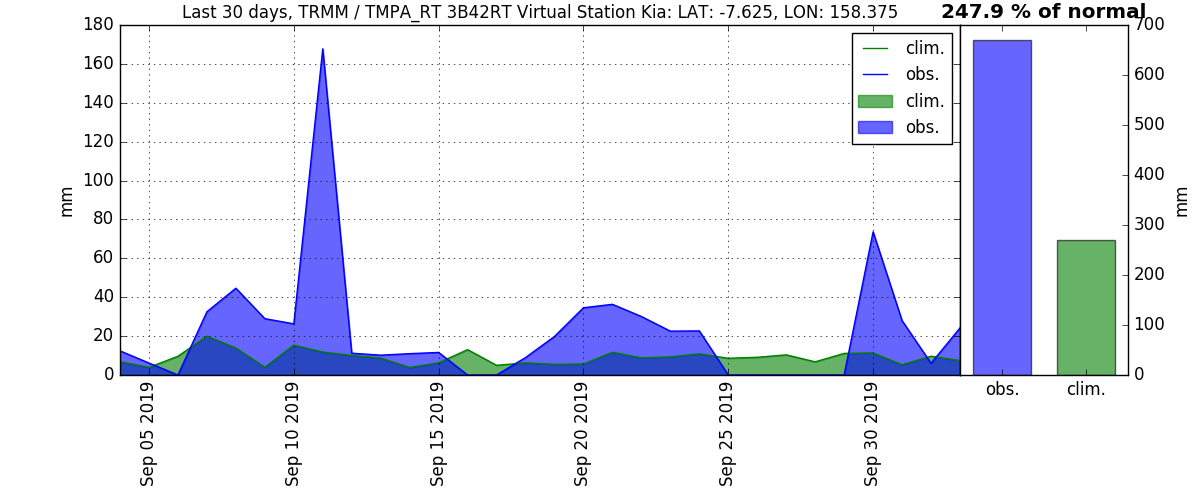 Last 30 days, TRMM / TMPA_RT 3B42RT Virtual Station Kia: LAT: -7.625, LON: 158.375
247.9 % of normal
180
160
140
120
100
80
60
40
20
0
mm
clim.
obs.
clim.
obs.
Sep 05 2019
Sep 10 2019
Sep 15 2019
Sep 20 2019
Sep 25 2019
Sep 30 2019
700
600
500
400
300
200
100
0
mm
obs.
clim.